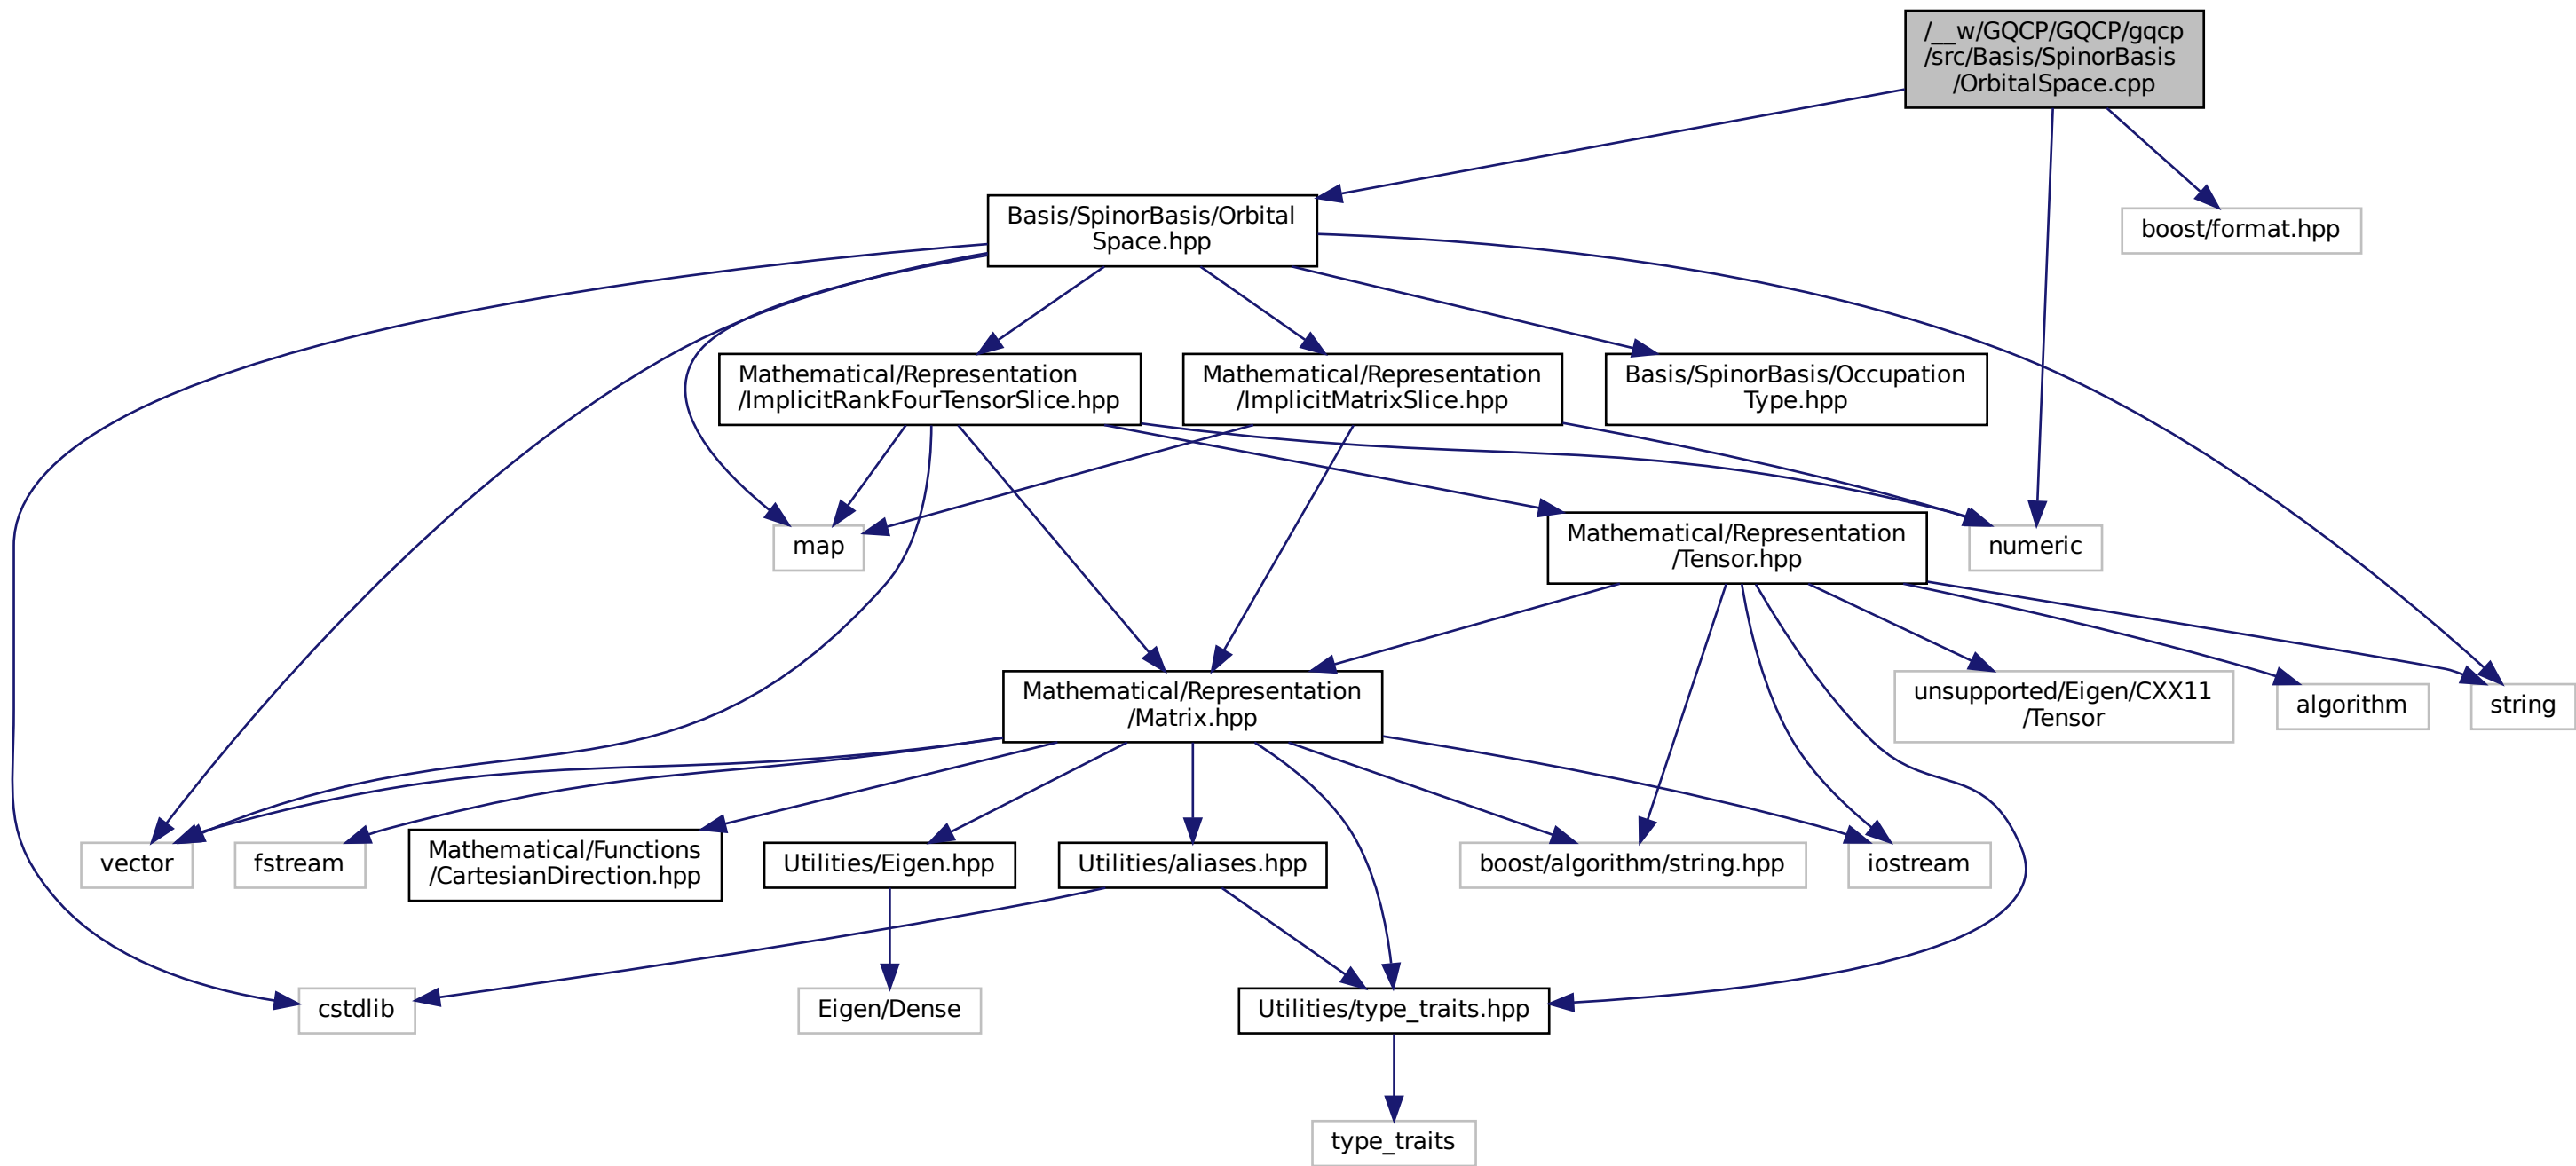 /__w/GQCP/GQCP/gqcp
/src/Basis/SpinorBasis
/OrbitalSpace.cpp
Basis/SpinorBasis/Orbital
Space.hpp
boost/format.hpp
Mathematical/Representation
/ImplicitRankFourTensorSlice.hpp
Mathematical/Representation
/ImplicitMatrixSlice.hpp
Basis/SpinorBasis/Occupation
Type.hpp
map
Mathematical/Representation
/Tensor.hpp
numeric
Mathematical/Representation
/Matrix.hpp
unsupported/Eigen/CXX11
/Tensor
algorithm
string
vector
fstream
Mathematical/Functions
/CartesianDirection.hpp
Utilities/Eigen.hpp
Utilities/aliases.hpp
boost/algorithm/string.hpp
iostream
cstdlib
Eigen/Dense
Utilities/type_traits.hpp
type_traits